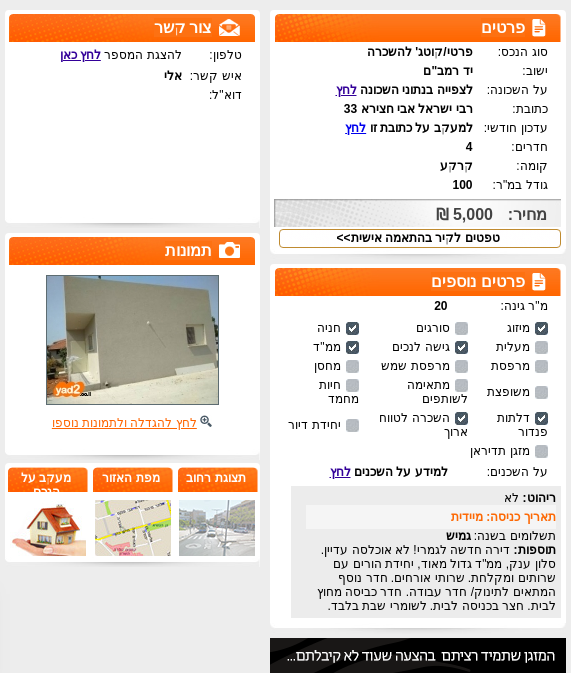 פרטים
סוג הנכס: פרטי/קוטג' להשכרה
ישוב: יד רמב"ם
על השכונה: לצפייה בנתוני השכונה לחץ
כתובת: רבי ישראל אבי חצירא 33
עדכון חודשי: למעקב על כתובת זו לחץ
חדרים: 4
קומה: קרקע
גודל במ"ר: 100
מחיר: 5,000 ₪
טפטים לקיר בהתאמה אישית>>
פרטים נוספים
מ"ר גינה: 20
מיזוג סורגים חניה
מעלית גישה לנכים ממ"ד
מרפסת מרפסת שמש מחסן
משופצת מתאימה לשותפים חיות מחמד
דלתות פנדור השכרה לטווח ארוך יחידת דיור
מזגן תדיראן
על השכנים: למידע על השכנים לחץ
ריהוט: לא
תאריך כניסה: מיידית
תשלומים בשנה: גמיש
תוספות: דירה חדשה לגמרי! לא אוכלסה עדיין.
סלון ענק, ממ"ד גדול מאוד, יחידת הורים עם
שרותים ומקלחת. שרותי אורחים. חדר נוסף
המתאים לתינוק/ חדר עבודה. חדר כביסה מחוץ
לבית. חצר בכניסה לבית. לשומרי שבת בלבד.
המזגן שתמיד רציתם בהצעה שעוד לא קיבלתם...
צור קשר
טלפון: להצגת המספר לחץ כאן
איש קשר: אלי
דוא"ל:
תמונות
yad2
.co.il
לחץ להגדלה ולתמונות נוספו
תצוגת רחוב
מפת האזור
מעקב על
הנכס